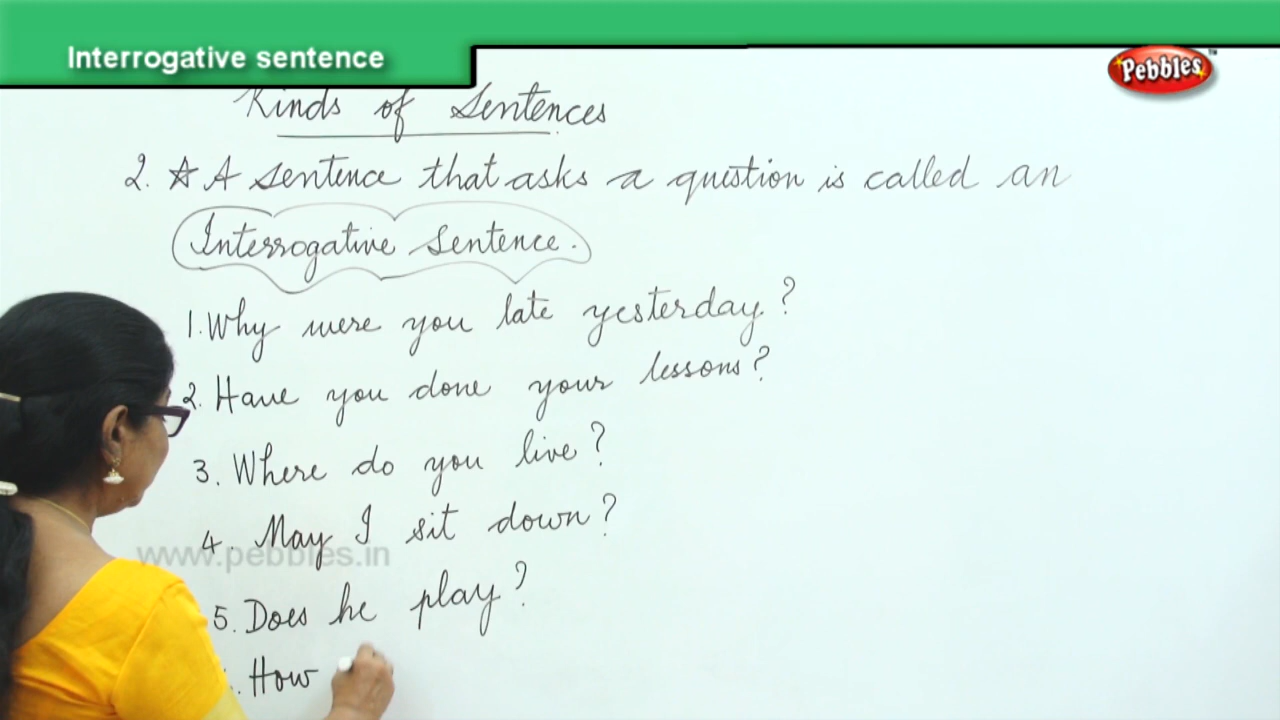 Interrogative sentence
Pebbles™
Kinds of Sentences
2. ☆ A sentence that asks a question is called an
Interrogative Sentence.
1. Why were you late yesterday?
2. Have you done your lessons?
3. Where do you live?
4. May I sit down?
www.pebbles.in
5. Does he play?
. How